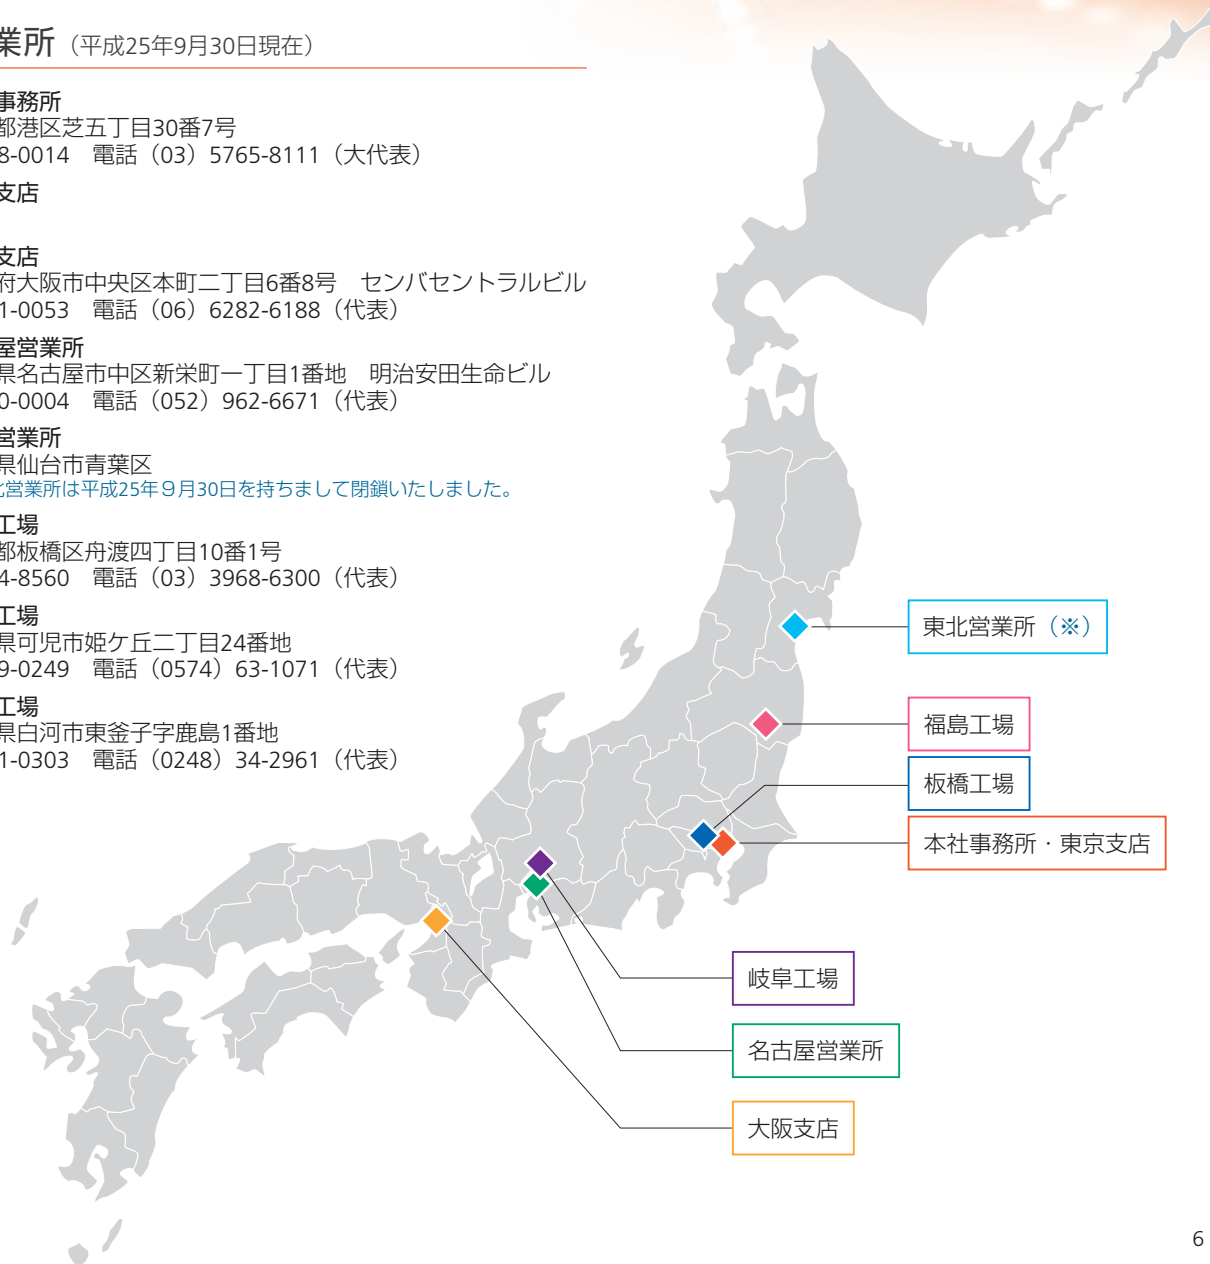 業所（平成25年9月30日現在）
事務所
都港区芝五丁目30番7号
8-0014　電話（03）5765-8111（大代表）
支店
支店
府大阪市中央区本町二丁目6番8号　センバセントラルビル
1-0053　電話（06）6282-6188（代表）
屋営業所
県名古屋市中区新栄町一丁目1番地　明治安田生命ビル
0-0004　電話（052）962-6671（代表）
営業所
県仙台市青葉区
北営業所は平成25年９月30日を持ちまして閉鎖いたしました。
工場
都板橋区舟渡四丁目10番1号
4-8560　電話（03）3968-6300（代表）
工場
県可児市姫ケ丘二丁目24番地
9-0249　電話（0574）63-1071（代表）
工場
県白河市東釜子字鹿島1番地
1-0303　電話（0248）34-2961（代表）
東北営業所（※）
福島工場
板橋工場
本社事務所・東京支店
岐阜工場
名古屋営業所
大阪支店
6